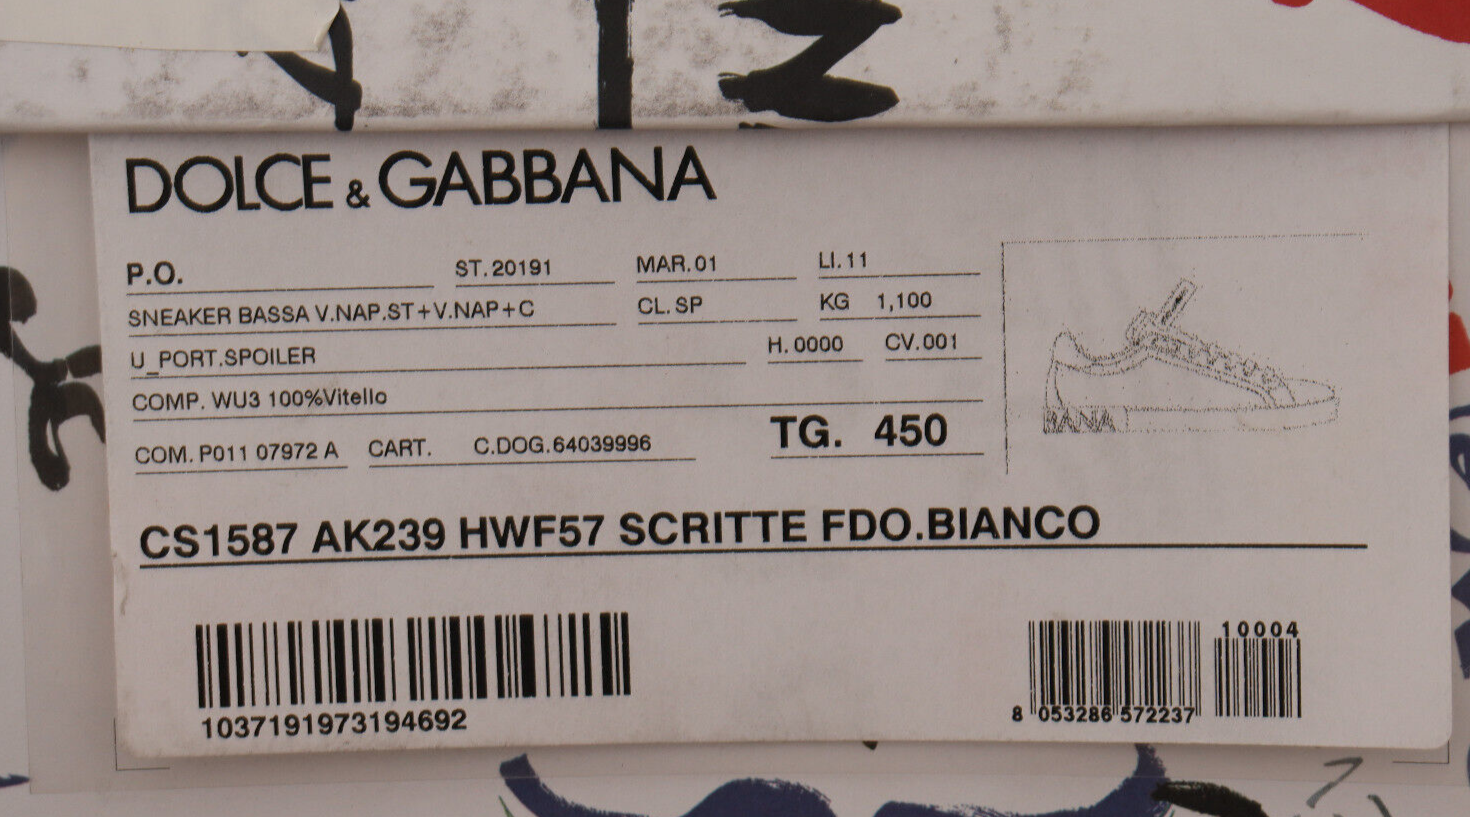 DOLCE & GABBANA
P.O. ST.20191 MAR.01 LI.11
SNEAKER BASSA V.NAP.ST+V.NAP+C CL.SP KG 1,100
U_PORT.SPOILER H.0000 CV.001
COMP. WU3 100%Vitello
COM. P011 07972 A CART. C.DOG.64039996 TG. 450
BANA
CS1587 AK239 HWF57 SCRITTE FDO.BIANCO
1037191973194692
10004
8 053286 572237